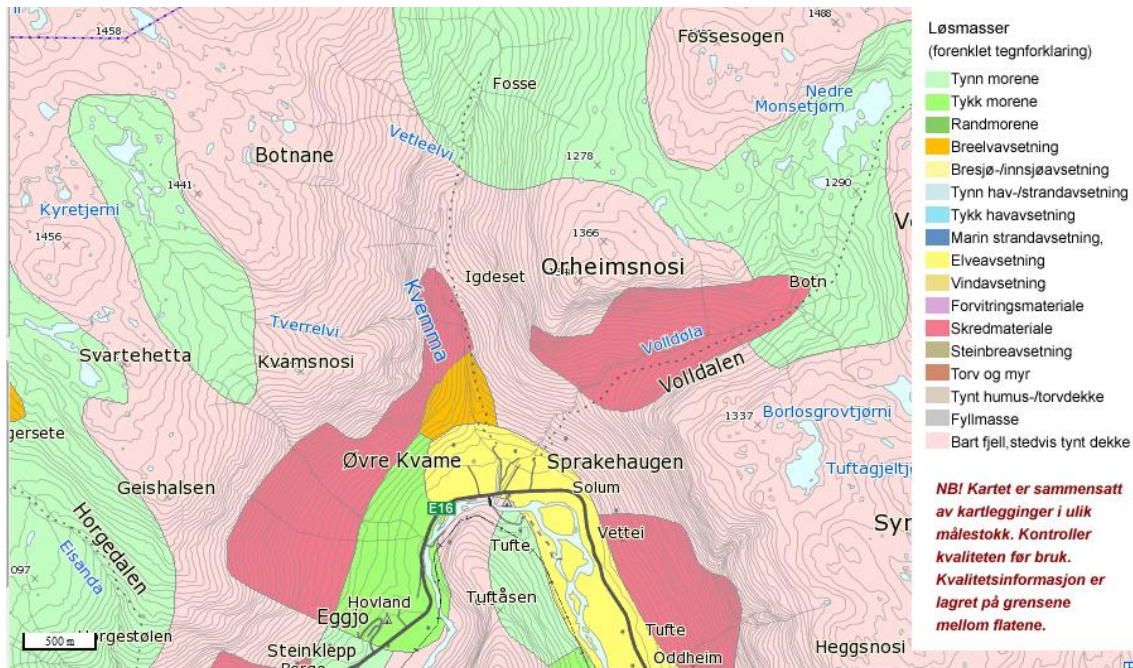 1458
1488
Fossesogen
Fosse
Nedre
Monsetjørn
Vetleelvi
Botnane
1278
1290
1441
Kyretjerni
1456
1366
Orheimsnosi
Igdeset
Botn
Kvemma
Tverrelvi
Volldøla
Svartehetta
Kvamsnosi
Volldalen
1337
Borlosgrovtjørni
gersete
Øvre Kvame
Sprakehaugen
Tuftagjeltj
Geishalsen
Solum
E16
Horgedalen
Vettei
Syr
Elsanda
Tufte
097
Tuftåsen
Hovland
Eggjo
500 m
rgestølen
Steinklepp
Tufte
Heggsnosi
Oddheim
Løsmasser
(forenklet tegnforklaring)
Tynn morene
Tykk morene
Randmorene
Breelvavsetning
Bresjø-/innsjøavsetning
Tynn hav-/strandavsetning
Tykk havavsetning
Marin strandavsetning,
Elveavsetning
Vindavsetning
Forvitringsmateriale
Skredmateriale
Steinbreavsetning
Torv og myr
Tynt humus-/torvdekke
Fyllmasse
Bart fjell,stedvis tynt dekke
NB! Kartet er sammensatt
av kartlegginger i ulik
målestokk. Kontroller
kvaliteten før bruk.
Kvalitetsinformasjon er
lagret på grensene
mellom flatene.